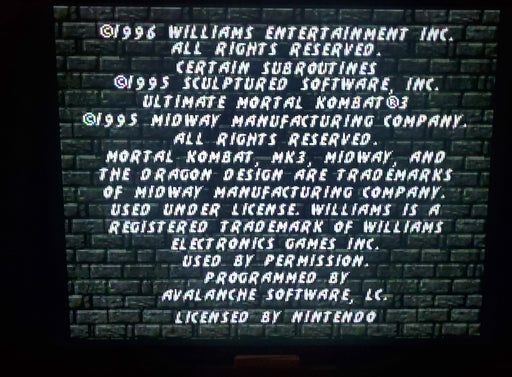 ©1996 WILLIAMS ENTERTAINMENT INC.
ALL RIGHTS RESERVED.
CERTAIN SUBROUTINES
©1995 SCULPTURED SOFTWARE, INC.
ULTIMATE MORTAL KOMBAT®3
©1995 MIDWAY MANUFACTURING COMPANY.
ALL RIGHTS RESERVED.
MORTAL KOMBAT, MK3, MIDWAY, AND
THE DRAGON DESIGN ARE TRADEMARKS
OF MIDWAY MANUFACTURING COMPANY.
USED UNDER LICENSE. WILLIAMS IS A
REGISTERED TRADEMARK OF WILLIAMS
ELECTRONICS GAMES INC.
USED BY PERMISSION.
PROGRAMMED BY
AVALANCHE SOFTWARE, LC.
LICENSED BY NINTENDO